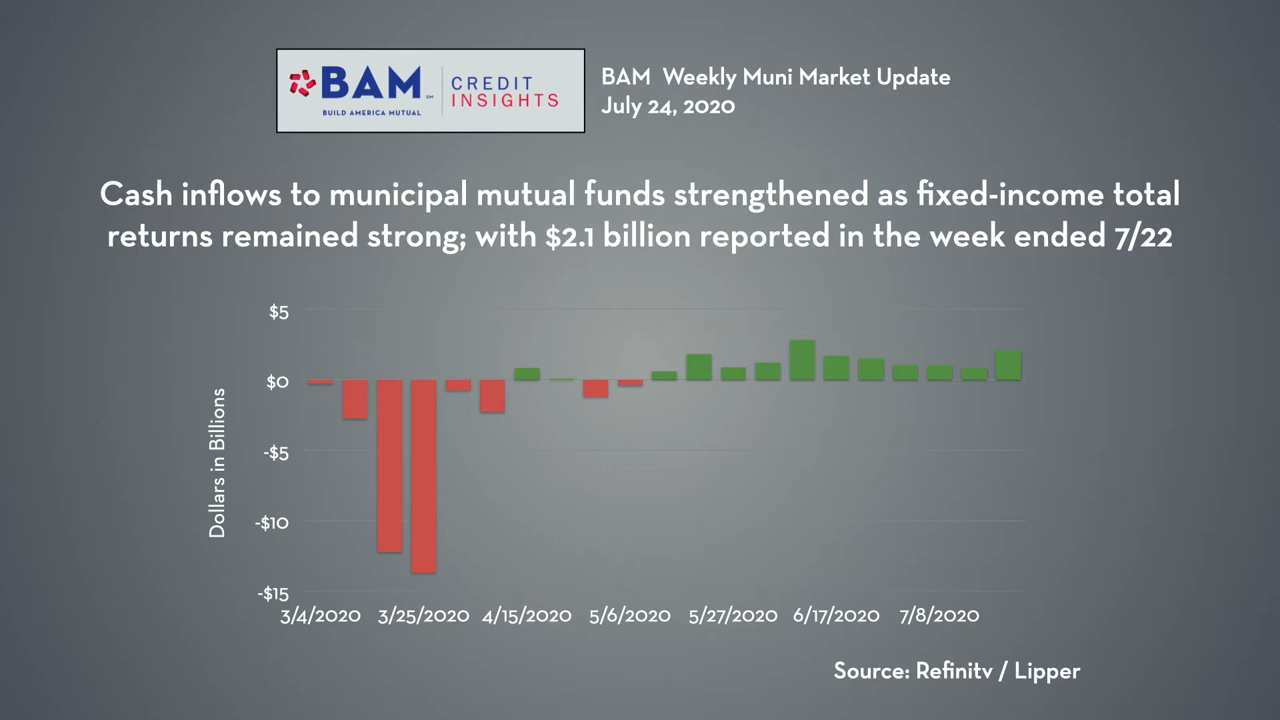 BAM
SM
BUILD AMERICA MUTUAL
CREDIT
INSIGHTS
BAM Weekly Muni Market Update
July 24, 2020
Cash inflows to municipal mutual funds strengthened as fixed-income total
returns remained strong; with $2.1 billion reported in the week ended 7/22
Dollars in Billions
$5
$0
-$5
-$10
-$15
3/4/2020 3/25/2020 4/15/2020 5/6/2020 5/27/2020 6/17/2020 7/8/2020
Source: Refinitv / Lipper